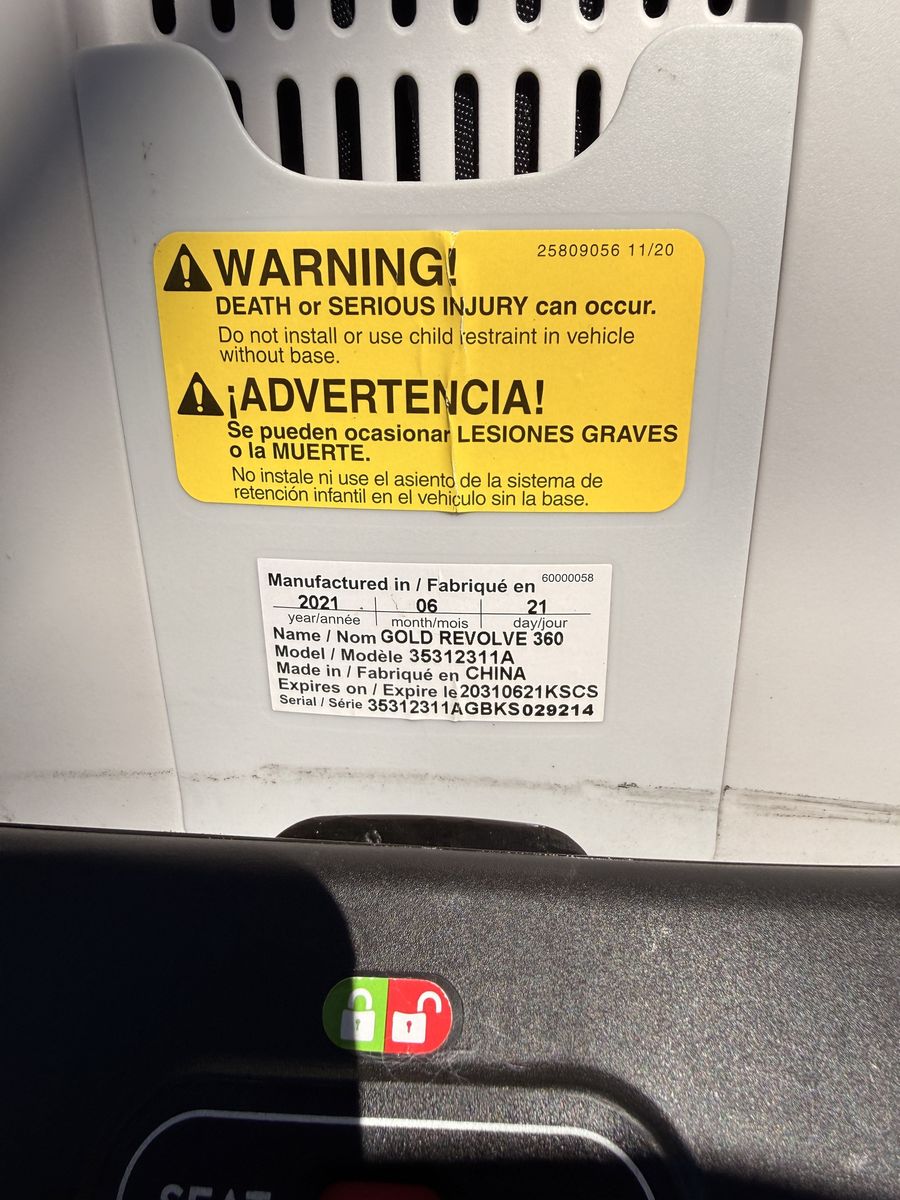 WARNING!
25809056 11/20
DEATH or SERIOUS INJURY can occur.
Do not install or use child restraint in vehicle
without base.
¡ADVERTENCIA!
Se pueden ocasionar LESIONES GRAVES
o la MUERTE.
No instale ni use el asiento de la sistema de
retención infantil en el vehiculo sin la base.
Manufactured in / Fabriqué en 60000058
2021 | 06 | 21
year/année month/mois day/jour
Name / Nom GOLD REVOLVE 360
Model / Modèle 35312311A
Made in / Fabriqué en CHINA
Expires on / Expire le 20310621KSCS
Serial / Série 35312311AGBKS029214
SEAT